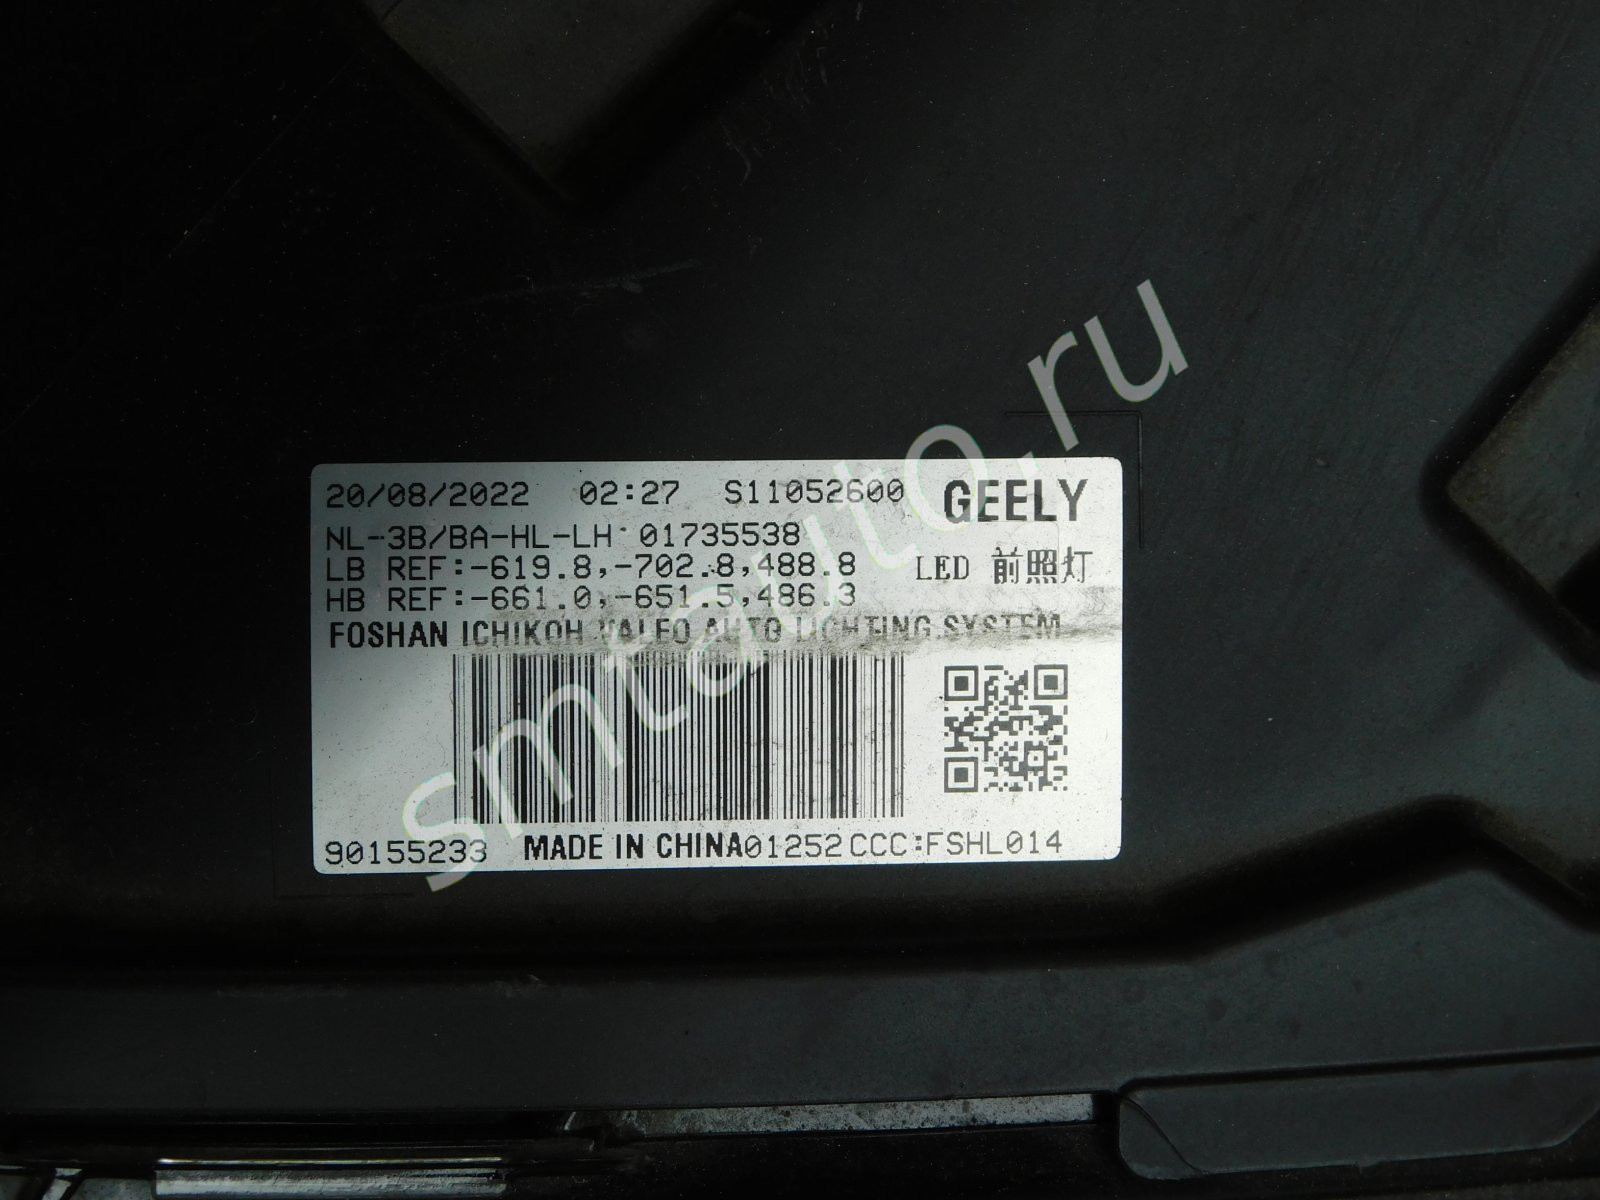 20/08/2022 02:27 S11052600 GEELY
NL-3B/BA-HL-LH 01735538
LB REF:-619.8,-702.8,488.8 LED 前照灯
HB REF:-661.0,-651.5,486.3
FOSHAN ICHIKOH VALEO AUTO LIGHTING SYSTEM
90155233 MADE IN CHINA01252 CCC:FSHL014
smtauto.ru